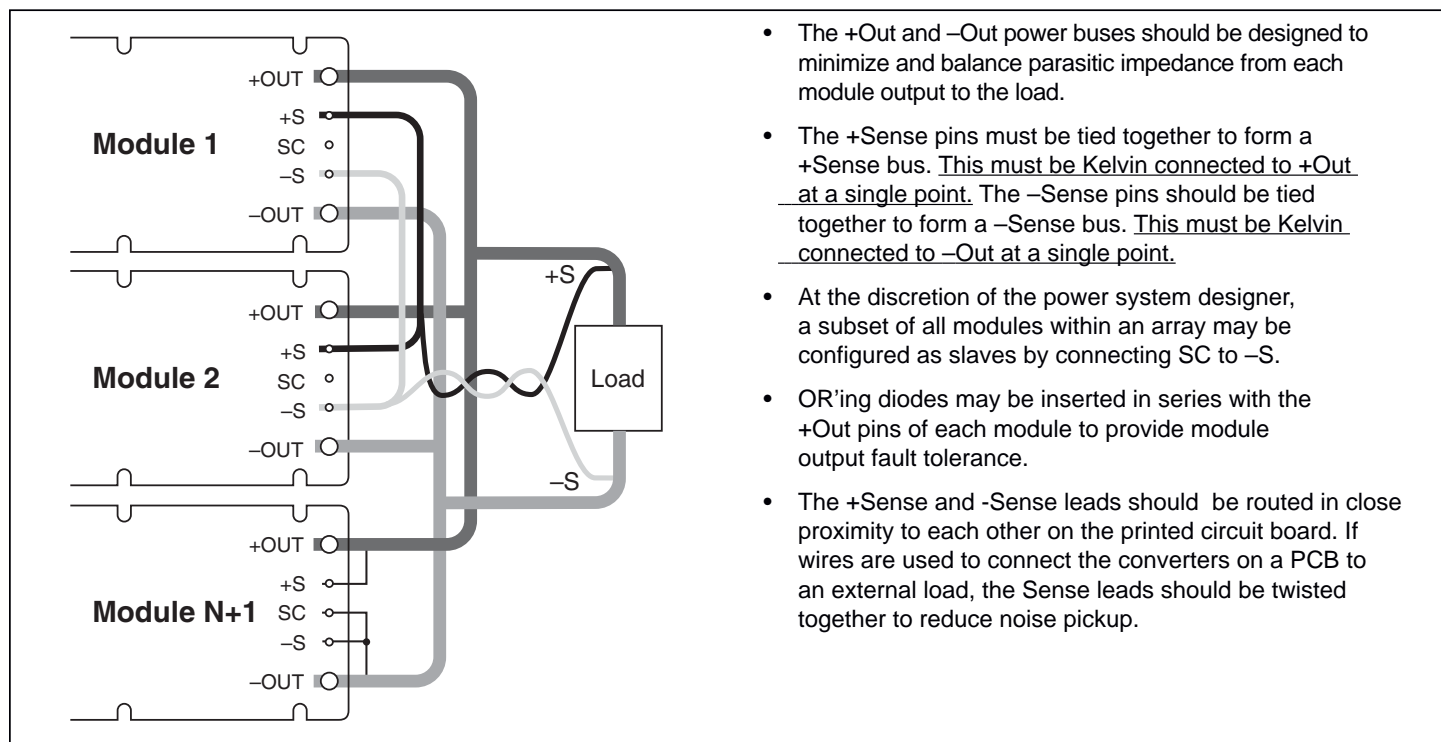 +OUT
+S
Module 1
SC
–S
–OUT
+OUT
+S
Module 2
SC
–S
–OUT
+OUT
+S
Module N+1
SC
–S
–OUT
+S
Load
–S
• The +Out and –Out power buses should be designed to
minimize and balance parasitic impedance from each
module output to the load.
• The +Sense pins must be tied together to form a
+Sense bus. This must be Kelvin connected to +Out
at a single point. The –Sense pins should be tied
together to form a –Sense bus. This must be Kelvin
connected to –Out at a single point.
• At the discretion of the power system designer,
a subset of all modules within an array may be
configured as slaves by connecting SC to –S.
• OR'ing diodes may be inserted in series with the
+Out pins of each module to provide module
output fault tolerance.
• The +Sense and -Sense leads should be routed in close
proximity to each other on the printed circuit board. If
wires are used to connect the converters on a PCB to
an external load, the Sense leads should be twisted
together to reduce noise pickup.